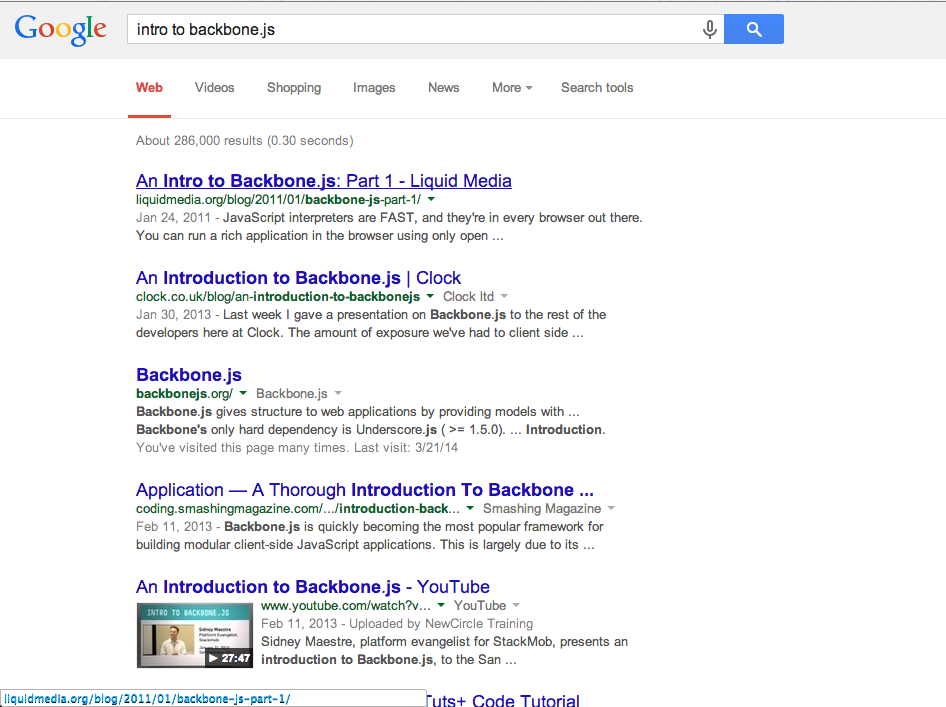 Google
intro to backbone.js
Web Videos Shopping Images News More Search tools
About 286,000 results (0.30 seconds)
An Intro to Backbone.js: Part 1 - Liquid Media
liquidmedia.org/blog/2011/01/backbone-js-part-1/
Jan 24, 2011 - JavaScript interpreters are FAST, and they're in every browser out there.
You can run a rich application in the browser using only open ...
An Introduction to Backbone.js | Clock
clock.co.uk/blog/an-introduction-to-backbonejs Clock ltd
Jan 30, 2013 - Last week I gave a presentation on Backbone.js to the rest of the
developers here at Clock. The amount of exposure we've had to client side ...
Backbone.js
backbonejs.org/ Backbone.js
Backbone.js gives structure to web applications by providing models with ...
Backbone's only hard dependency is Underscore.js ( >= 1.5.0). ... Introduction.
You've visited this page many times. Last visit: 3/21/14
Application — A Thorough Introduction To Backbone ...
coding.smashingmagazine.com/.../introduction-back... Smashing Magazine
Feb 11, 2013 - Backbone.js is quickly becoming the most popular framework for
building modular client-side JavaScript applications. This is largely due to its ...
An Introduction to Backbone.js - YouTube
www.youtube.com/watch?v... YouTube
Feb 11, 2013 - Uploaded by NewCircle Training
Sidney Maestre, platform evangelist for StackMob, presents an
introduction to Backbone.js, to the San ...
INTRO TO BACKBONE.JS
Sidney Maestre
Platform Evangelist,
27:47
liquidmedia.org/blog/2011/01/backbone-js-part-1/
Tuts+ Code Tutorial